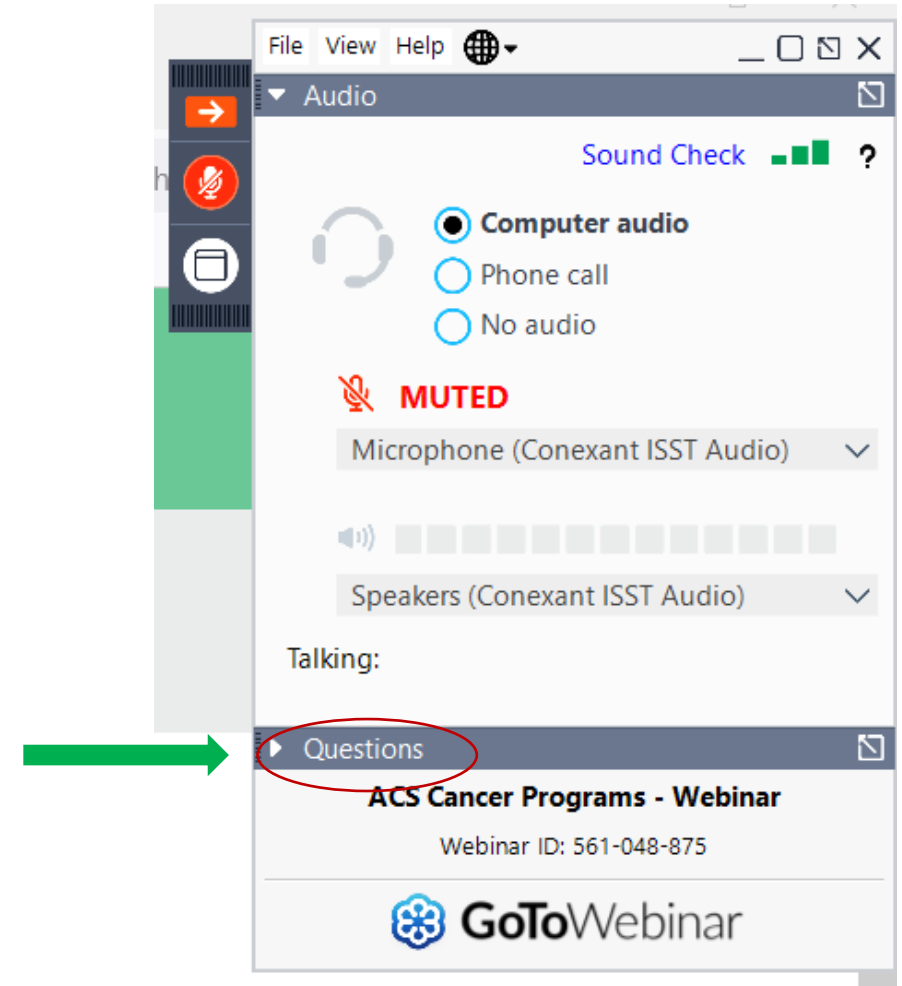 File View Help
Audio
Sound Check ?
h
Computer audio
Phone call
No audio
MUTED
Microphone (Conexant ISST Audio)
Speakers (Conexant ISST Audio)
Talking:
Questions
ACS Cancer Programs - Webinar
Webinar ID: 561-048-875
GoToWebinar